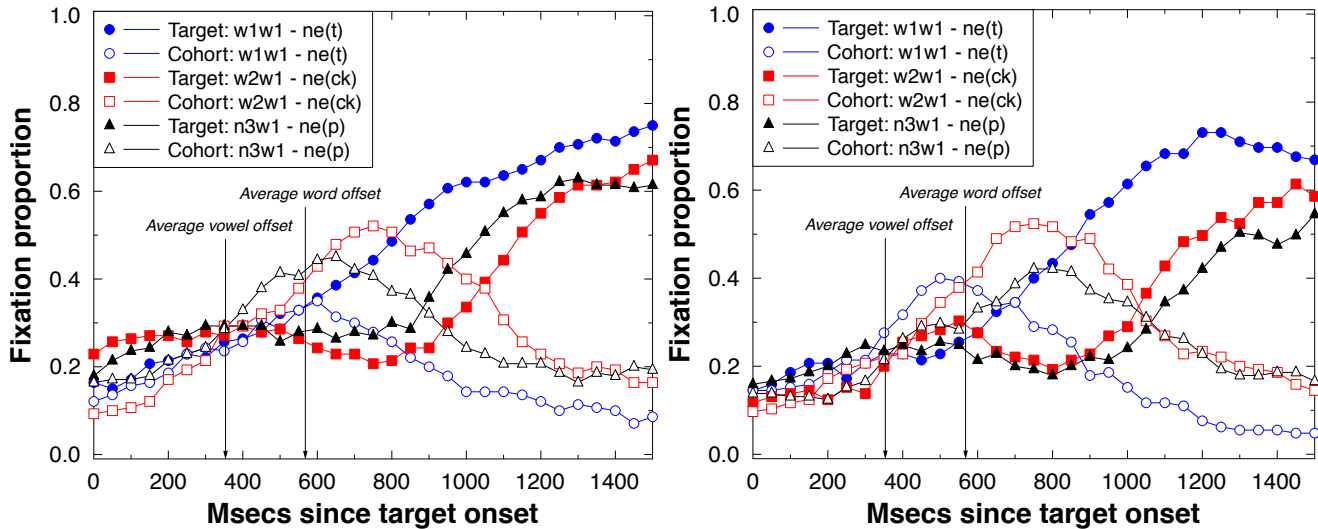 1.0
0.8
0.6
0.4
0.2
0.0
Fixation proportion
Target: w1w1 - ne(t)
Cohort: w1w1 - ne(t)
Target: w2w1 - ne(ck)
Cohort: w2w1 - ne(ck)
Target: n3w1 - ne(p)
Cohort: n3w1 - ne(p)
Average word offset
Average vowel offset
0 200 400 600 800 1000 1200 1400
Msecs since target onset
1.0
0.8
0.6
0.4
0.2
0.0
Fixation proportion
Target: w1w1 - ne(t)
Cohort: w1w1 - ne(t)
Target: w2w1 - ne(ck)
Cohort: w2w1 - ne(ck)
Target: n3w1 - ne(p)
Cohort: n3w1 - ne(p)
Average word offset
Average vowel offset
0 200 400 600 800 1000 1200 1400
Msecs since target onset